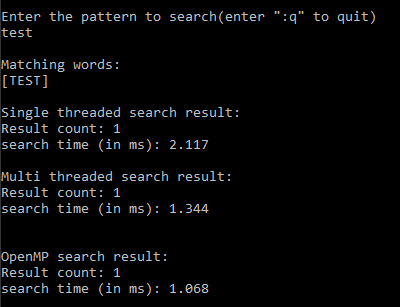 Enter the pattern to search(enter ":q" to quit)
test
Matching words:
[TEST]
Single threaded search result:
Result count: 1
search time (in ms): 2.117
Multi threaded search result:
Result count: 1
search time (in ms): 1.344
OpenMP search result:
Result count: 1
search time (in ms): 1.068